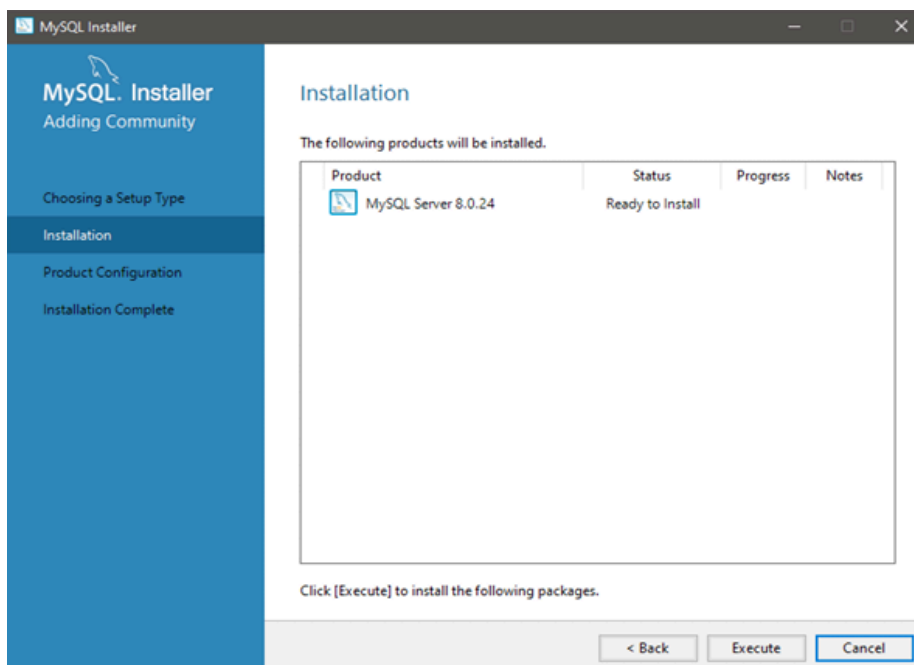 MySQL Installer
MySQL. Installer
Adding Community
Choosing a Setup Type
Installation
Product Configuration
Installation Complete
Installation
The following products will be installed.
Product Status Progress Notes
MySQL Server 8.0.24 Ready to Install
Click [Execute] to install the following packages.
< Back Execute Cancel